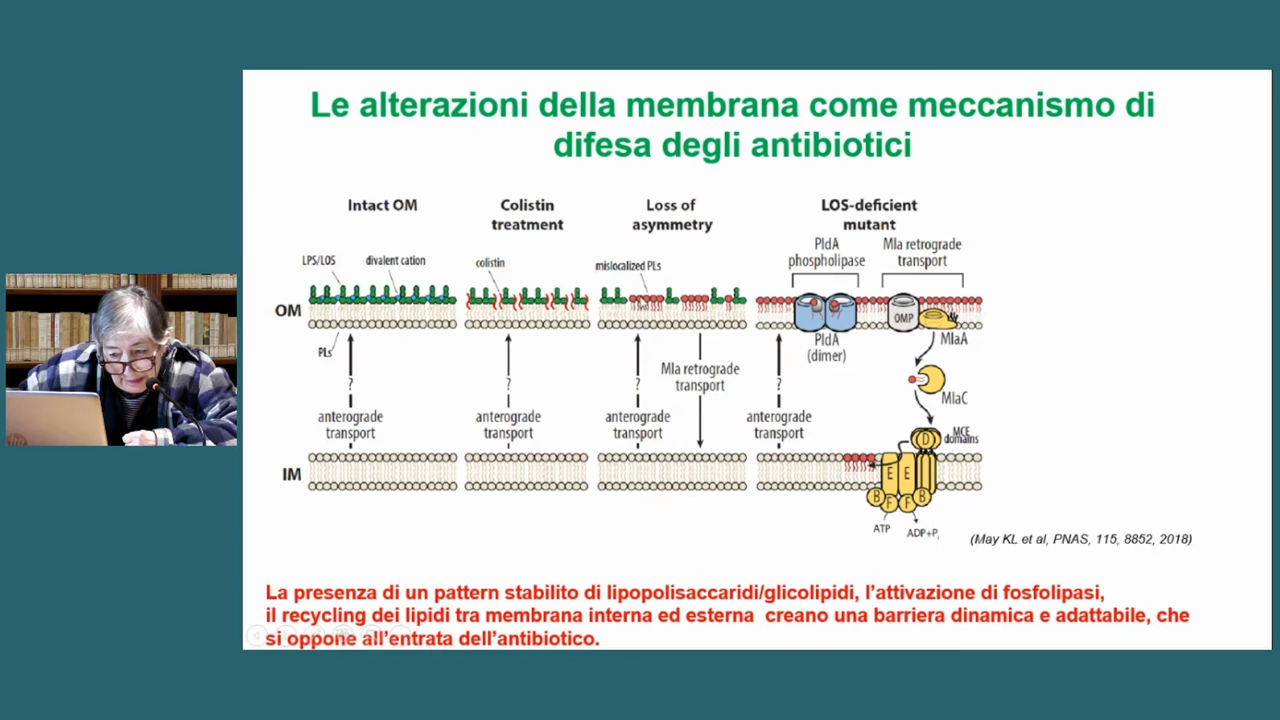 Le alterazioni della membrana come meccanismo di
difesa degli antibiotici
Intact OM
Colistin
treatment
Loss of
asymmetry
LOS-deficient
mutant
LPS/LOS
divalent cation
colistin
mislocalized PLs
PldA
phospholipase
Mla retrograde
transport
OM
PLs
OMP
PldA
(dimer)
MlaA
?
anterograde
transport
?
anterograde
transport
?
anterograde
transport
Mla retrograde
transport
?
anterograde
transport
MlaC
MCE
domains
D
IM
E
E
B
F
F
B
ATP
ADP+Pi
(May KL et al, PNAS, 115, 8852, 2018)
La presenza di un pattern stabilito di lipopolisaccaridi/glicolipidi, l’attivazione di fosfolipasi,
il recycling dei lipidi tra membrana interna ed esterna creano una barriera dinamica e adattabile, che
si oppone all’entrata dell’antibiotico.
hp